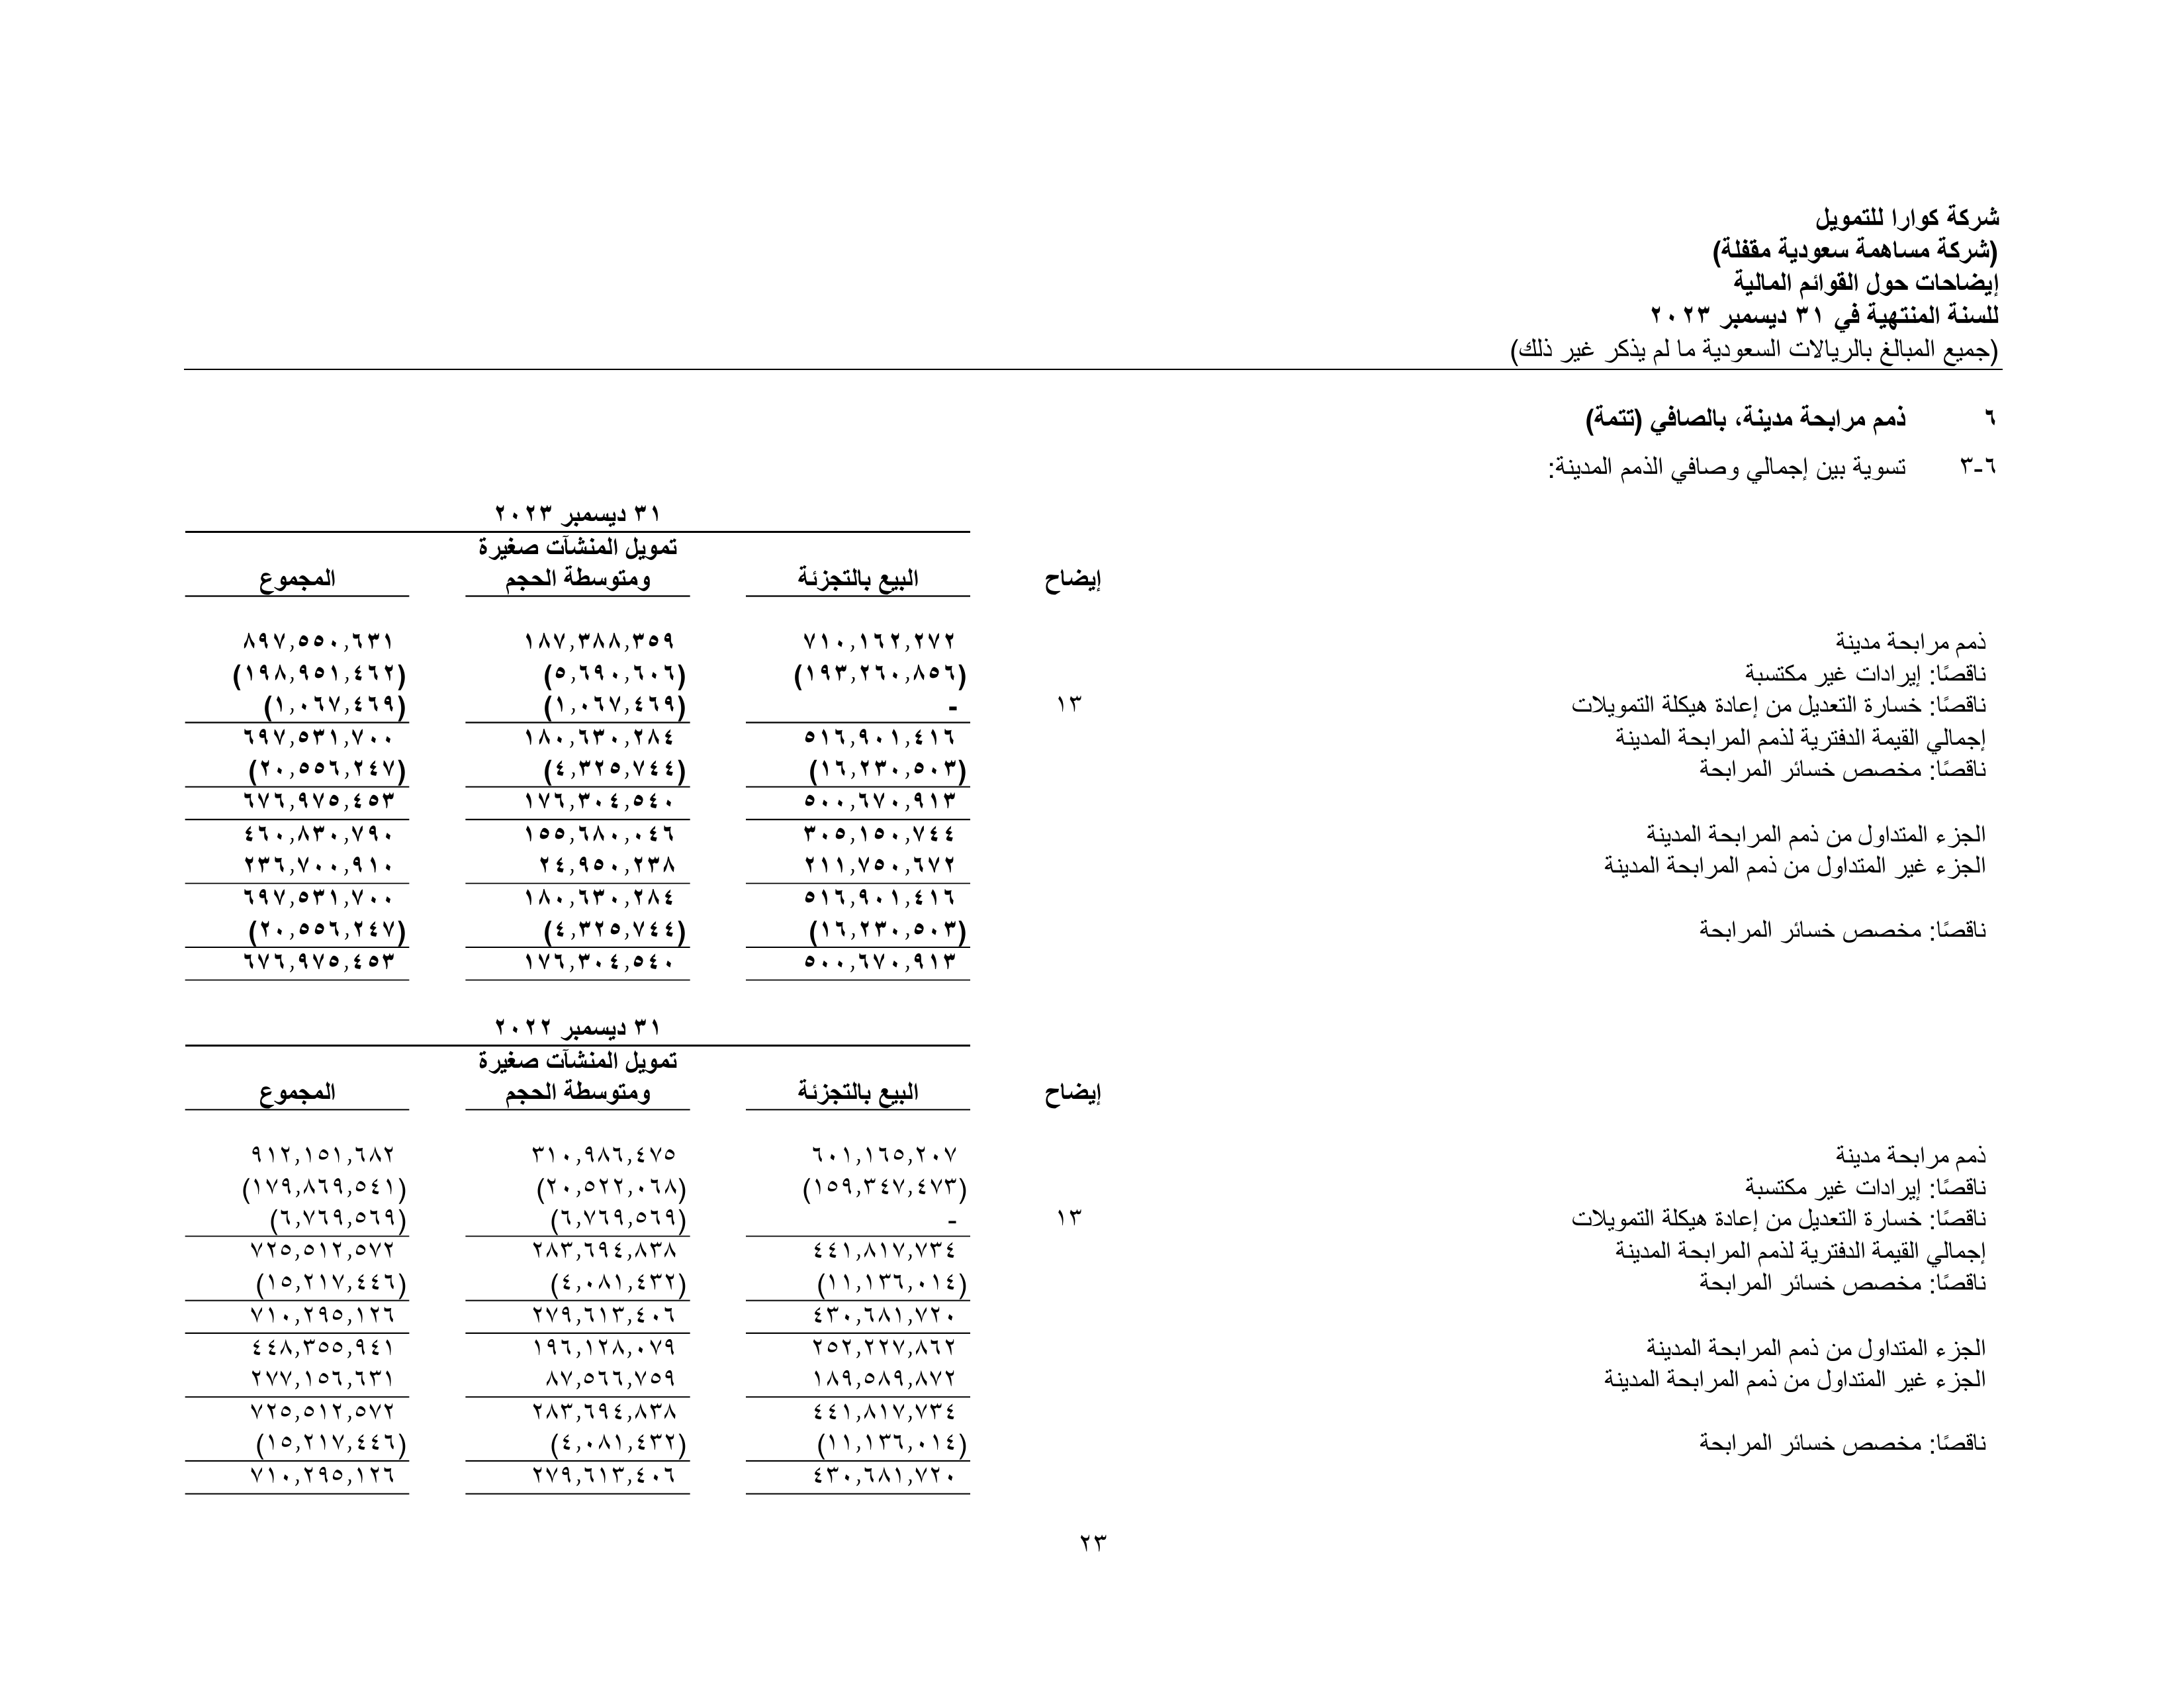 شركة كوارا للتمويل
(شركة مساهمة سعودية مقفلة)
إيضاحات حول القوائم المالية
للسنة المنتهية في ٣١ ديسمبر ٢٠٢٣
(جميع المبالغ بالريالات السعودية ما لم يذكر غير ذلك)
٦ ذمم مرابحة مدينة، بالصافي (تتمة)
٦-٣ تسوية بين إجمالي وصافي الذمم المدينة:
٣١ ديسمبر ٢٠٢٣
تمويل المنشآت صغيرة
إيضاح البيع بالتجزئة ومتوسطة الحجم المجموع
ذمم مرابحة مدينة ٧١٠,١٦٢,٢٧٢ ١٨٧,٣٨٨,٣٥٩ ٨٩٧,٥٥٠,٦٣١
ناقصًا: إيرادات غير مكتسبة (١٩٣,٢٦٠,٨٥٦) (٥,٦٩٠,٦٠٦) (١٩٨,٩٥١,٤٦٢)
ناقصًا: خسارة التعديل من إعادة هيكلة التمويلات ١٣ - (١,٠٦٧,٤٦٩) (١,٠٦٧,٤٦٩)
إجمالي القيمة الدفترية لذمم المرابحة المدينة ٥١٦,٩٠١,٤١٦ ١٨٠,٦٣٠,٢٨٤ ٦٩٧,٥٣١,٧٠٠
ناقصًا: مخصص خسائر المرابحة (١٦,٢٣٠,٥٠٣) (٤,٣٢٥,٧٤٤) (٢٠,٥٥٦,٢٤٧)
٥٠٠,٦٧٠,٩١٣ ١٧٦,٣٠٤,٥٤٠ ٦٧٦,٩٧٥,٤٥٣
الجزء المتداول من ذمم المرابحة المدينة ٣٠٥,١٥٠,٧٤٤ ١٥٥,٦٨٠,٠٤٦ ٤٦٠,٨٣٠,٧٩٠
الجزء غير المتداول من ذمم المرابحة المدينة ٢١١,٧٥٠,٦٧٢ ٢٤,٩٥٠,٢٣٨ ٢٣٦,٧٠٠,٩١٠
٥١٦,٩٠١,٤١٦ ١٨٠,٦٣٠,٢٨٤ ٦٩٧,٥٣١,٧٠٠
ناقصًا: مخصص خسائر المرابحة (١٦,٢٣٠,٥٠٣) (٤,٣٢٥,٧٤٤) (٢٠,٥٥٦,٢٤٧)
٥٠٠,٦٧٠,٩١٣ ١٧٦,٣٠٤,٥٤٠ ٦٧٦,٩٧٥,٤٥٣
٣١ ديسمبر ٢٠٢٢
تمويل المنشآت صغيرة
إيضاح البيع بالتجزئة ومتوسطة الحجم المجموع
ذمم مرابحة مدينة ٦٠١,١٦٥,٢٠٧ ٣١٠,٩٨٦,٤٧٥ ٩١٢,١٥١,٦٨٢
ناقصًا: إيرادات غير مكتسبة (١٥٩,٣٤٧,٤٧٣) (٢٠,٥٢٢,٠٦٨) (١٧٩,٨٦٩,٥٤١)
ناقصًا: خسارة التعديل من إعادة هيكلة التمويلات ١٣ - (٦,٧٦٩,٥٦٩) (٦,٧٦٩,٥٦٩)
إجمالي القيمة الدفترية لذمم المرابحة المدينة ٤٤١,٨١٧,٧٣٤ ٢٨٣,٦٩٤,٨٣٨ ٧٢٥,٥١٢,٥٧٢
ناقصًا: مخصص خسائر المرابحة (١١,١٣٦,٠١٤) (٤,٠٨١,٤٣٢) (١٥,٢١٧,٤٤٦)
٤٣٠,٦٨١,٧٢٠ ٢٧٩,٦١٣,٤٠٦ ٧١٠,٢٩٥,١٢٦
الجزء المتداول من ذمم المرابحة المدينة ٢٥٢,٢٢٧,٨٦٢ ١٩٦,١٢٨,٠٧٩ ٤٤٨,٣٥٥,٩٤١
الجزء غير المتداول من ذمم المرابحة المدينة ١٨٩,٥٨٩,٨٧٢ ٨٧,٥٦٦,٧٥٩ ٢٧٧,١٥٦,٦٣١
٤٤١,٨١٧,٧٣٤ ٢٨٣,٦٩٤,٨٣٨ ٧٢٥,٥١٢,٥٧٢
ناقصًا: مخصص خسائر المرابحة (١١,١٣٦,٠١٤) (٤,٠٨١,٤٣٢) (١٥,٢١٧,٤٤٦)
٤٣٠,٦٨١,٧٢٠ ٢٧٩,٦١٣,٤٠٦ ٧١٠,٢٩٥,١٢٦
٢٣